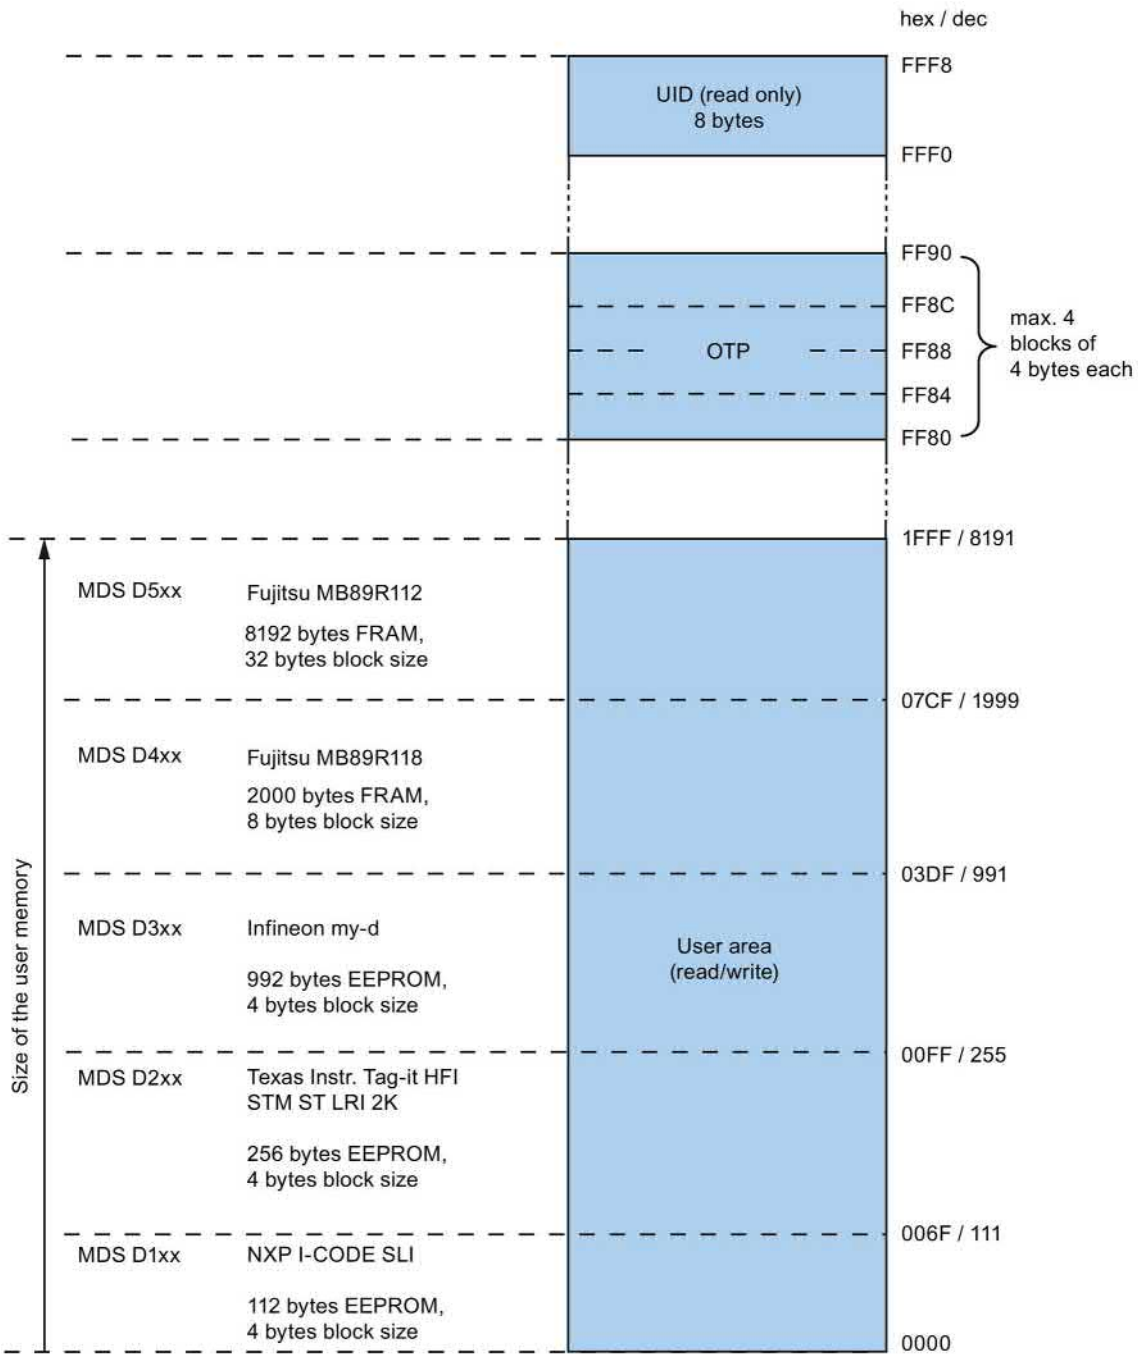 hex / dec
FFF8
UID (read only)
8 bytes
FFF0
FF90
FF8C
max. 4
blocks of
4 bytes each
OTP
FF88
FF84
FF80
1FFF / 8191
MDS D5xx
Fujitsu MB89R112
8192 bytes FRAM,
32 bytes block size
07CF / 1999
MDS D4xx
Fujitsu MB89R118
2000 bytes FRAM,
8 bytes block size
03DF / 991
Size of the user memory
MDS D3xx
Infineon my-d
992 bytes EEPROM,
4 bytes block size
User area
(read/write)
00FF / 255
MDS D2xx
Texas Instr. Tag-it HFI
STM ST LRI 2K
256 bytes EEPROM,
4 bytes block size
006F / 111
MDS D1xx
NXP I-CODE SLI
112 bytes EEPROM,
4 bytes block size
0000